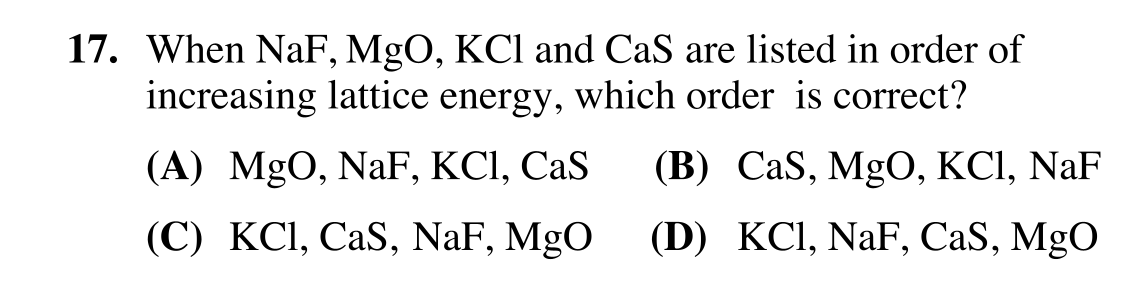 17. When NaF, MgO, KCl and CaS are listed in order of
increasing lattice energy, which order is correct?
(A) MgO, NaF, KCl, CaS (B) CaS, MgO, KCl, NaF
(C) KCl, CaS, NaF, MgO (D) KCl, NaF, CaS, MgO